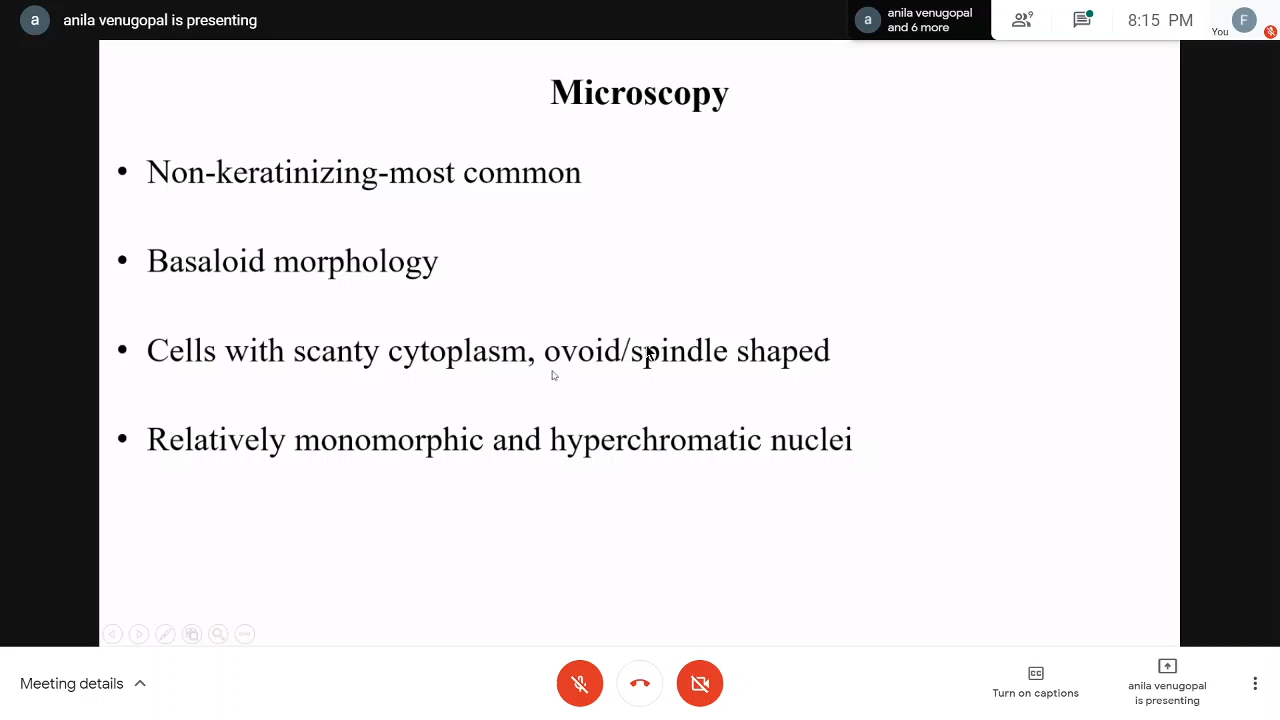 a anila venugopal is presenting
a anila venugopal
and 6 more
9
8:15 PM
You
F
Microscopy
• Non-keratinizing-most common
• Basaloid morphology
• Cells with scanty cytoplasm, ovoid/spindle shaped
• Relatively monomorphic and hyperchromatic nuclei
Meeting details
CC
Turn on captions
anila venugopal
is presenting